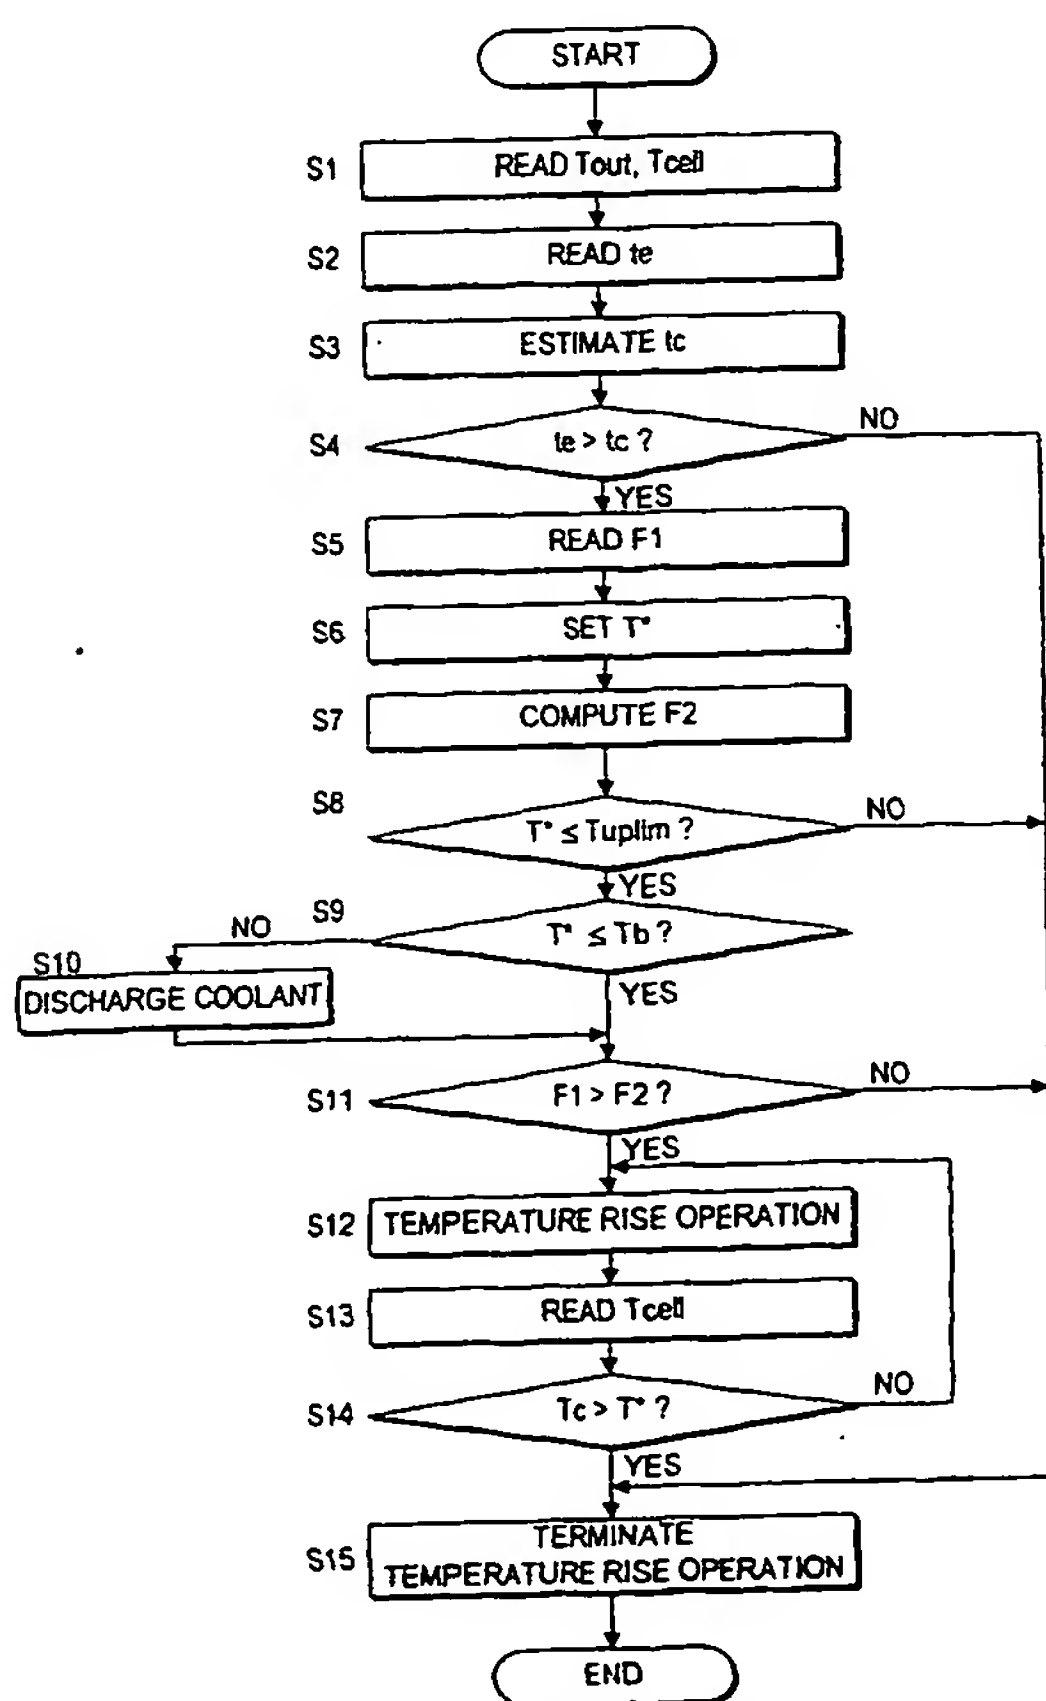 START
S1
READ Tout, Tcell
S2
READ te
S3
ESTIMATE tc
S4
te > tc ?
NO
YES
S5
READ F1
S6
SET T*
S7
COMPUTE F2
S8
T* ≤ Tuplim ?
NO
YES
S9
T* ≤ Tb ?
NO
YES
S10
DISCHARGE COOLANT
S11
F1 > F2 ?
NO
YES
S12
TEMPERATURE RISE OPERATION
S13
READ Tcell
S14
Tc > T* ?
NO
YES
S15
TERMINATE
TEMPERATURE RISE OPERATION
END